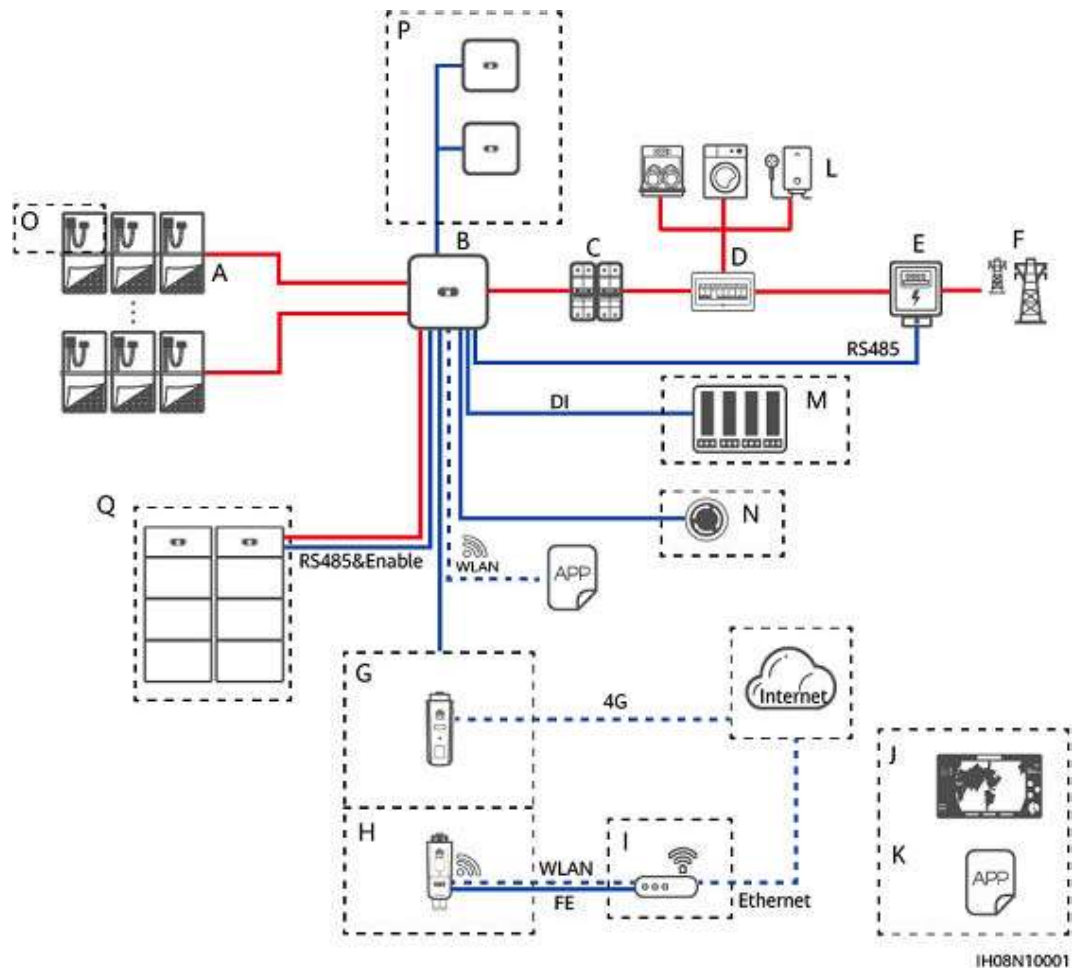 P
L
O
A
B
C
D
E
F
RS485
DI
M
N
Q
RS485&Enable
WLAN
APP
G
4G
Internet
J
H
WLAN
FE
I
Ethernet
K
APP
IH08N10001